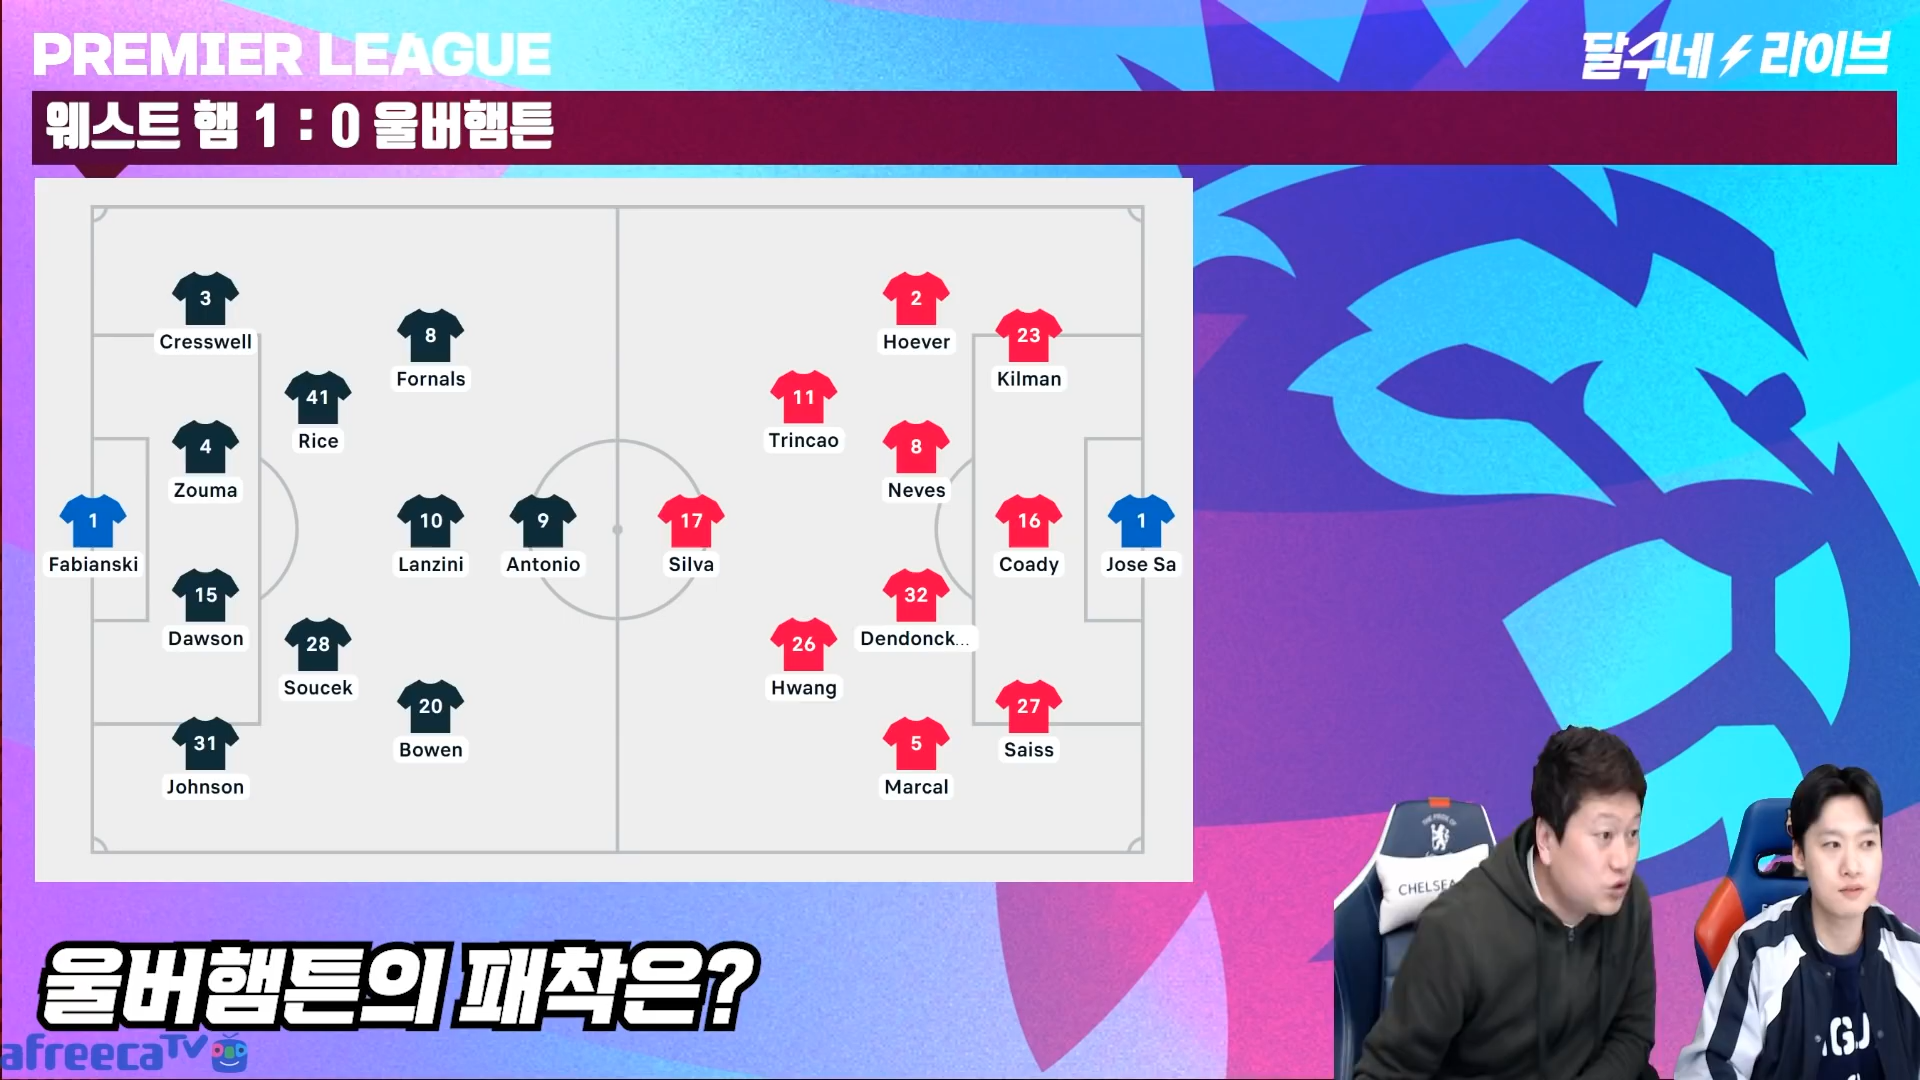 PREMIER LEAGUE
달수네 라이브
웨스트 햄 1 : 0 울버햄튼
3
Cresswell
8
Fornals
41
Rice
4
Zouma
1
Fabianski
10
Lanzini
9
Antonio
15
Dawson
28
Soucek
20
Bowen
31
Johnson
2
Hoever
23
Kilman
11
Trincao
8
Neves
17
Silva
16
Coady
1
Jose Sa
32
Dendonck...
26
Hwang
27
Saiss
5
Marcal
CHELSEA
울버햄튼의 패착은?
afreecaTV